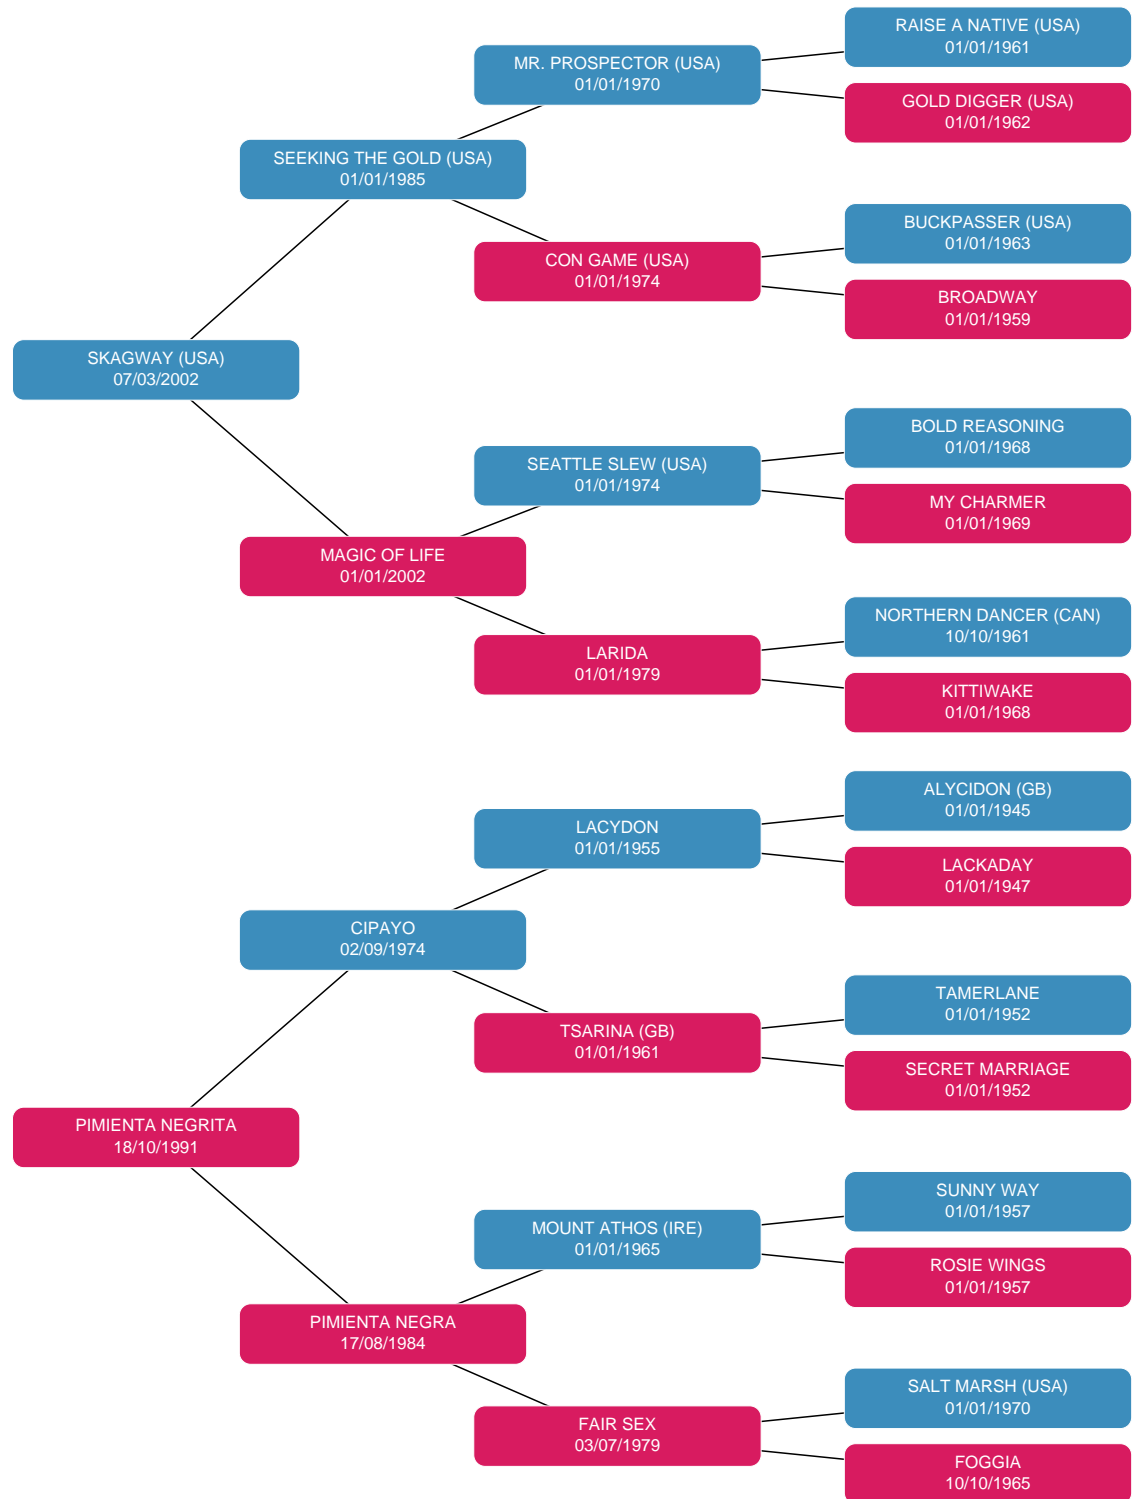 RAISE A NATIVE (USA)
01/01/1961
MR. PROSPECTOR (USA)
01/01/1970
GOLD DIGGER (USA)
01/01/1962
SEEKING THE GOLD (USA)
01/01/1985
BUCKPASSER (USA)
01/01/1963
CON GAME (USA)
01/01/1974
BROADWAY
01/01/1959
SKAGWAY (USA)
07/03/2002
BOLD REASONING
01/01/1968
SEATTLE SLEW (USA)
01/01/1974
MY CHARMER
01/01/1969
MAGIC OF LIFE
01/01/2002
NORTHERN DANCER (CAN)
10/10/1961
LARIDA
01/01/1979
KITTIWAKE
01/01/1968
ALYCIDON (GB)
01/01/1945
LACYDON
01/01/1955
LACKADAY
01/01/1947
CIPAYO
02/09/1974
TAMERLANE
01/01/1952
TSARINA (GB)
01/01/1961
SECRET MARRIAGE
01/01/1952
PIMIENTA NEGRITA
18/10/1991
SUNNY WAY
01/01/1957
MOUNT ATHOS (IRE)
01/01/1965
ROSIE WINGS
01/01/1957
PIMIENTA NEGRA
17/08/1984
SALT MARSH (USA)
01/01/1970
FAIR SEX
03/07/1979
FOGGIA
10/10/1965